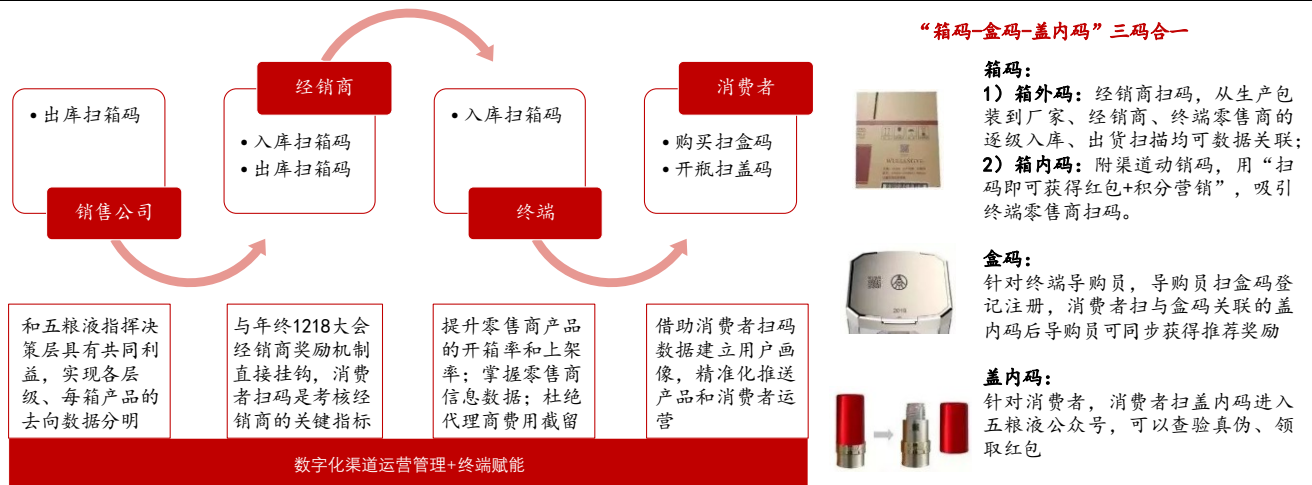 经销商
消费者
• 出库扫箱码
• 入库扫箱码
• 出库扫箱码
• 入库扫箱码
• 购买扫盒码
• 开瓶扫盖码
销售公司
终端
和五粮液指挥决
策层具有共同利
益，实现各层
级、每箱产品的
去向数据分明
与年终1218大会
经销商奖励机制
直接挂钩，消费
者扫码是考核经
销商的关键指标
提升零售商产品
的开箱率和上架
率；掌握零售商
信息数据；杜绝
代理商费用截留
借助消费者扫码
数据建立用户画
像，精准化推送
产品和消费者运
营
数字化渠道运营管理+终端赋能
“箱码-盒码-盖内码”三码合一
箱码：
1）箱外码：经销商扫码，从生产包
装到厂家、经销商、终端零售商的
逐级入库、出货扫描均可数据关联；
2）箱内码：附渠道动销码，用“扫
码即可获得红包+积分营销”，吸引
终端零售商扫码。
盒码：
针对终端导购员，导购员扫盒码登
记注册，消费者扫与盒码关联的盖
内码后导购员可同步获得推荐奖励
盖内码：
针对消费者，消费者扫盖内码进入
五粮液公众号，可以查验真伪、领
取红包